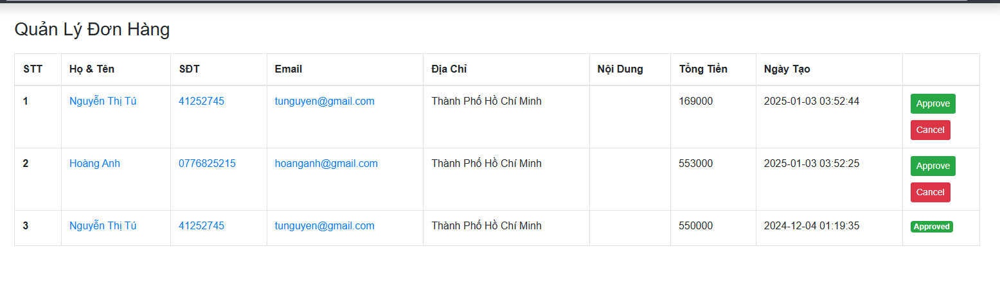 Quản Lý Đơn Hàng
STT Họ & Tên SĐT Email Địa Chỉ Nội Dung Tổng Tiền Ngày Tạo
1 Nguyễn Thị Tú 41252745 tunguyen@gmail.com Thành Phố Hồ Chí Minh 169000 2025-01-03 03:52:44 Approve
Cancel
2 Hoàng Anh 0776825215 hoanganh@gmail.com Thành Phố Hồ Chí Minh 553000 2025-01-03 03:52:25 Approve
Cancel
3 Nguyễn Thị Tú 41252745 tunguyen@gmail.com Thành Phố Hồ Chí Minh 550000 2024-12-04 01:19:35 Approved